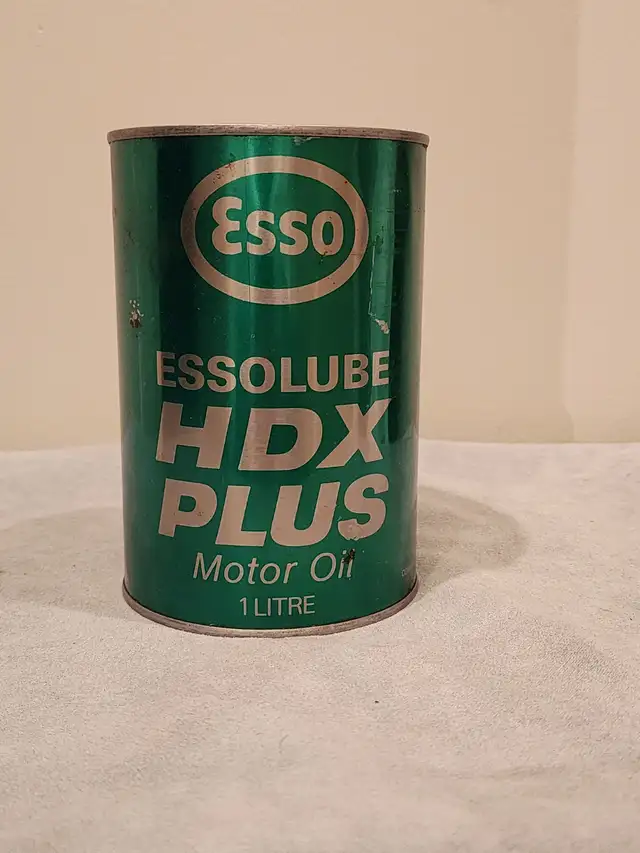 Esso
ESSOLUBE
HDX
PLUS
Motor Oil
1 LITRE